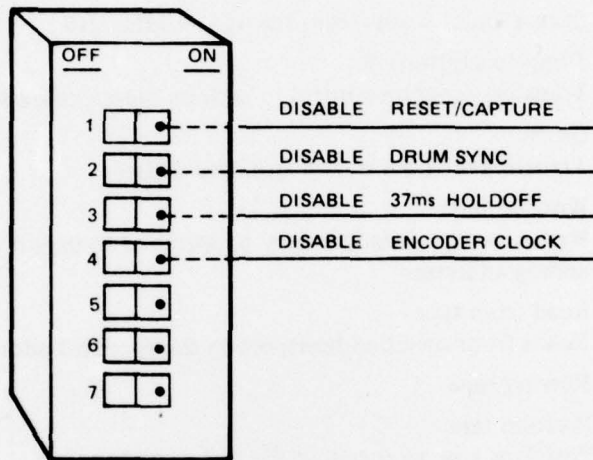 OFF ON
1 DISABLE RESET/CAPTURE
2 DISABLE DRUM SYNC
3 DISABLE 37ms HOLDOFF
4 DISABLE ENCODER CLOCK
5
6
7